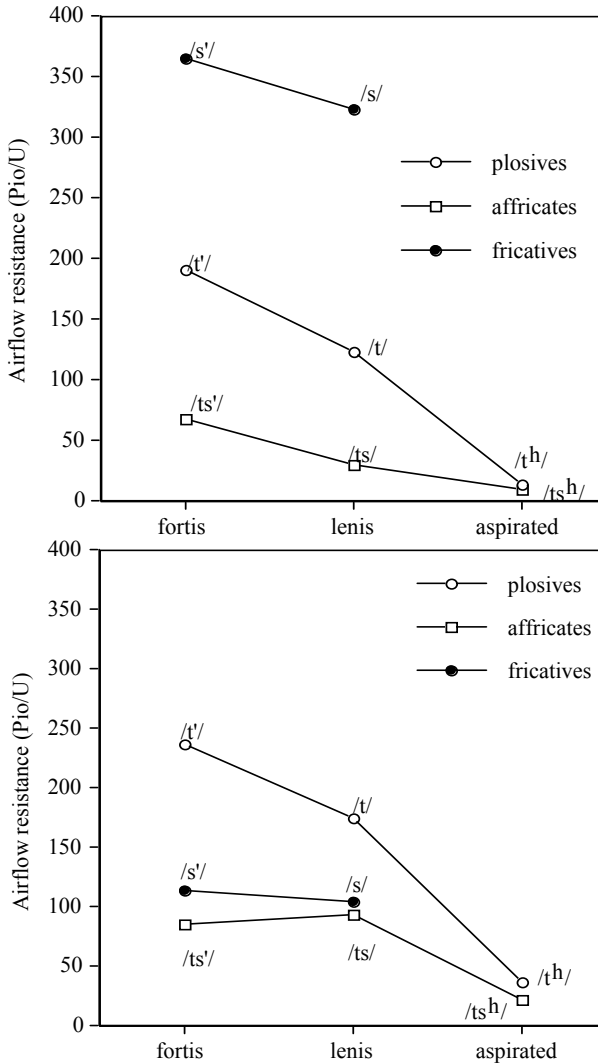 400
/s'/
350
/s/
300
plosives
250
affricates
200
/t'/
fricatives
150
/t/
100
/ts'/
50
/ts/
/tʰ/
0
/tsʰ/
fortis lenis aspirated
Airflow resistance (Pio/U)
400
plosives
350
affricates
300
fricatives
250
/t'/
200
/t/
150
/s'/
/s/
100
/ts'/
/ts/
50
/tʰ/
/tsʰ/
0
fortis lenis aspirated
Airflow resistance (Pio/U)